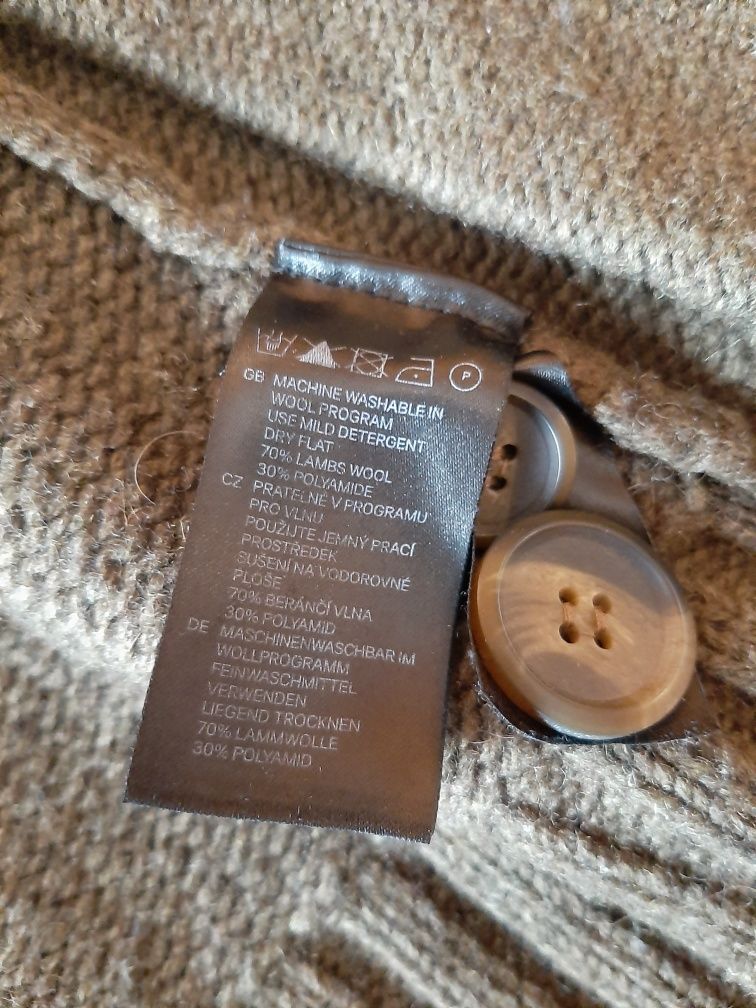 P
GB MACHINE WASHABLE IN
WOOL PROGRAM
USE MILD DETERGENT
DRY FLAT
70% LAMBS WOOL
30% POLYAMIDE
CZ PRATELNÉ V PROGRAMU
PRO VLNU
POUŽIJTE JEMNÝ PRACÍ
PROSTŘEDEK
SUŠENÍ NA VODOROVNÉ
PLOŠE
70% BERÁNČÍ VLNA
30% POLYAMID
DE MASCHINENWASCHBAR IM
WOLLPROGRAMM
FEINWASCHMITTEL
VERWENDEN
LIEGEND TROCKNEN
70% LAMMWOLLE
30% POLYAMID